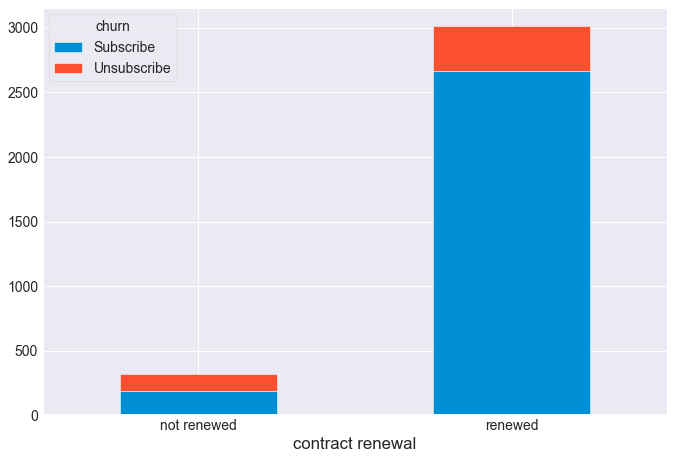 churn
Subscribe
Unsubscribe
3000
2500
2000
1500
1000
500
0
not renewed renewed
contract renewal